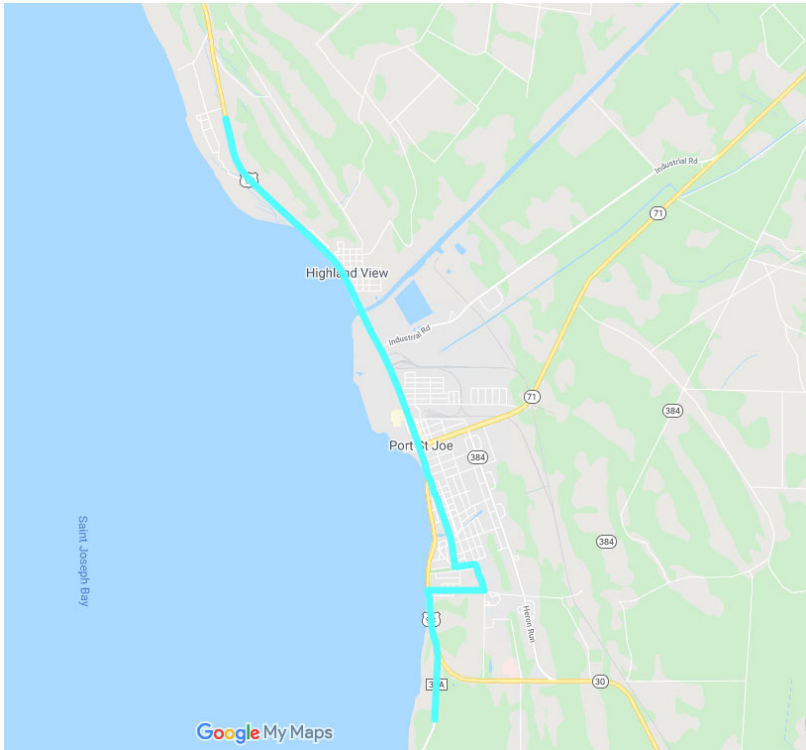 Industrial Rd
71
Highland View
Industrial Rd
71
384
Port St Joe
384
384
Saint Joseph Bay
Heron Run
30
Google My Maps